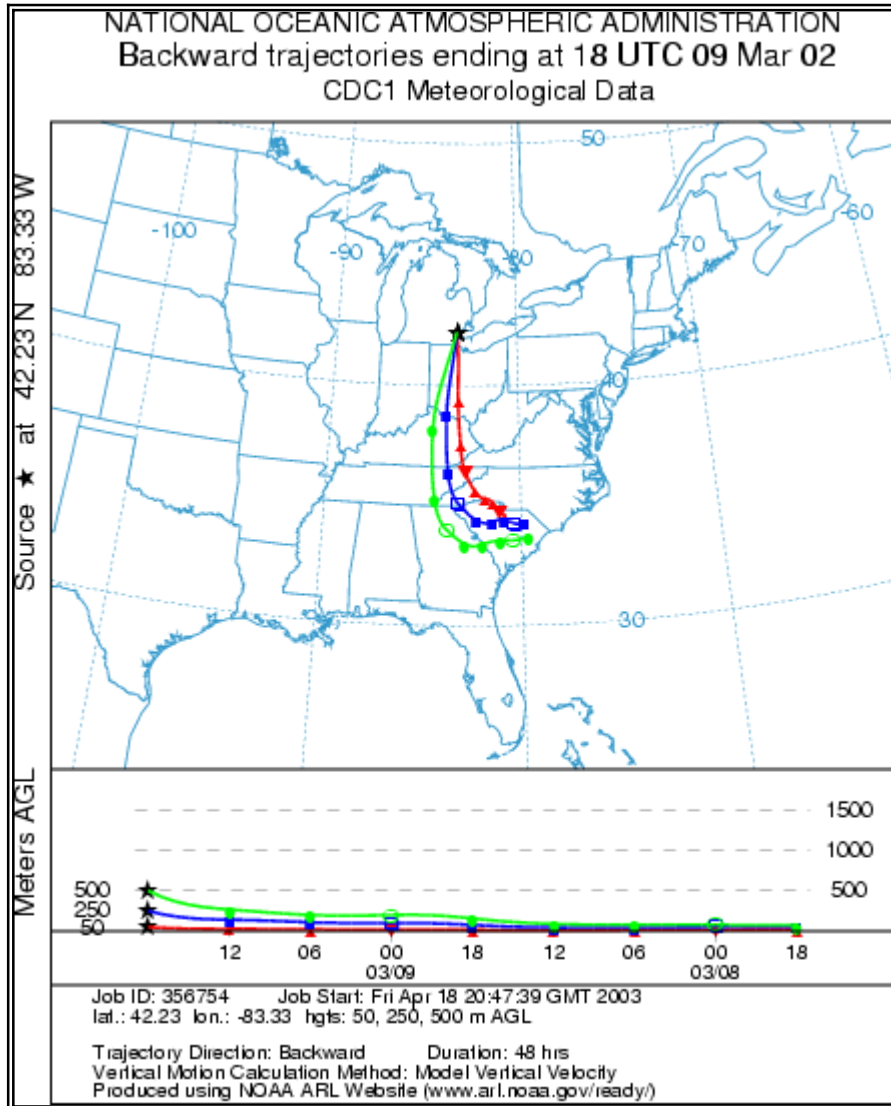 NATIONAL OCEANIC ATMOSPHERIC ADMINISTRATION
Backward trajectories ending at 18 UTC 09 Mar 02
CDC1 Meteorological Data
Source ★ at 42.23 N 83.33 W
-100
-90
-80
-70
-60
50
40
30
Meters AGL
1500
1000
500
500
250
50
12 06 00 18 12 06 00 18
03/09 03/08
Job ID: 356754 Job Start: Fri Apr 18 20:47:39 GMT 2003
lat.: 42.23 lon.: -83.33 hgts: 50, 250, 500 m AGL
Trajectory Direction: Backward Duration: 48 hrs
Vertical Motion Calculation Method: Model Vertical Velocity
Produced using NOAA ARL Website (www.arl.noaa.gov/ready/)